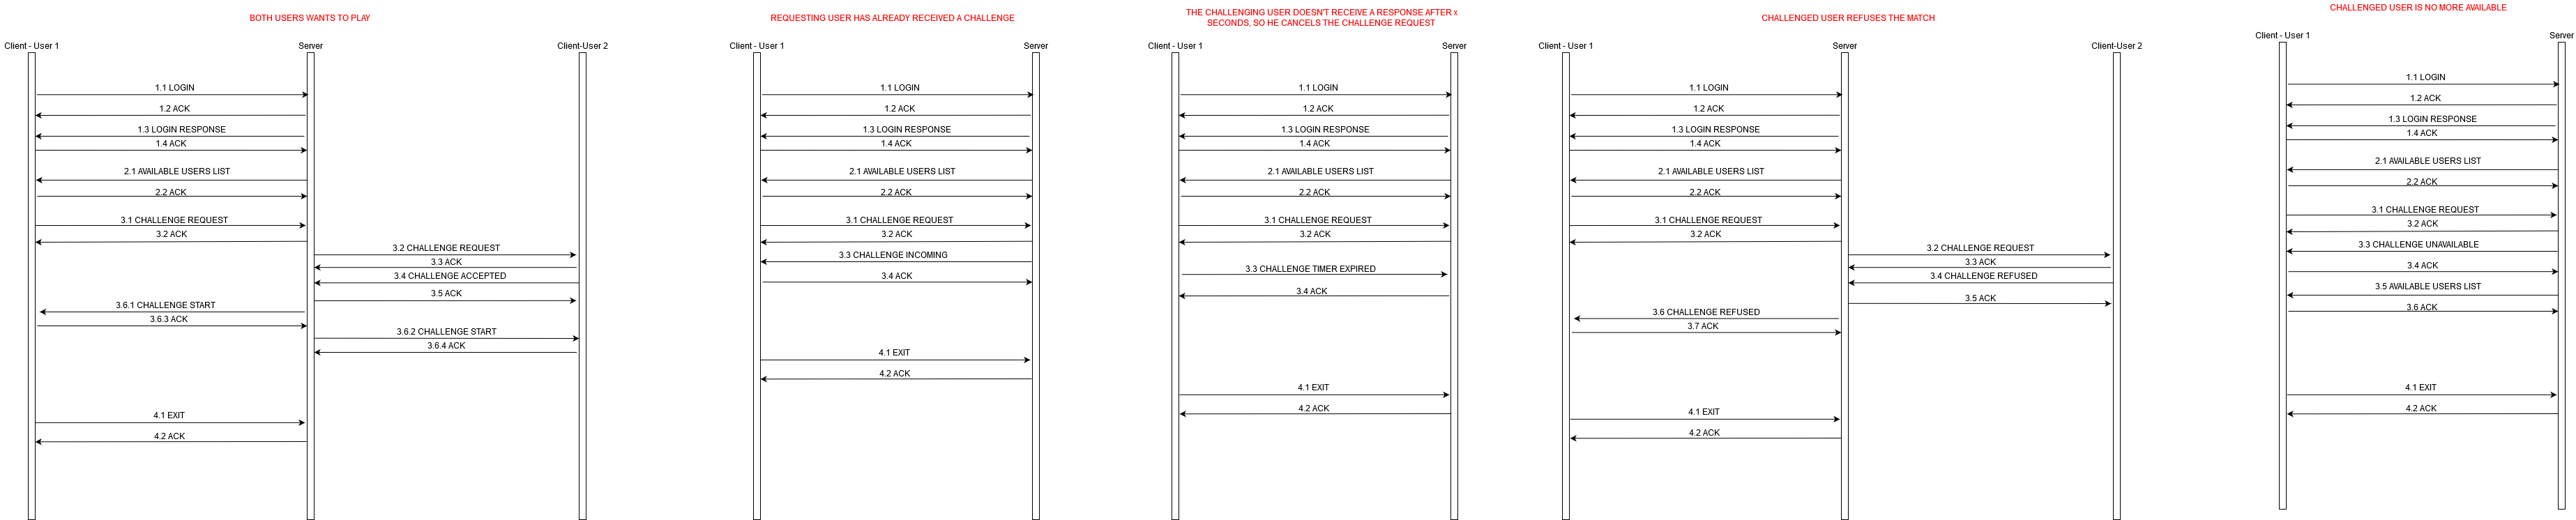 BOTH USERS WANTS TO PLAY
Client - User 1
Server
Client-User 2
1.1 LOGIN
1.2 ACK
1.3 LOGIN RESPONSE
1.4 ACK
2.1 AVAILABLE USERS LIST
2.2 ACK
3.1 CHALLENGE REQUEST
3.2 ACK
3.2 CHALLENGE REQUEST
3.3 ACK
3.4 CHALLENGE ACCEPTED
3.5 ACK
3.6.1 CHALLENGE START
3.6.3 ACK
3.6.2 CHALLENGE START
3.6.4 ACK
4.1 EXIT
4.2 ACK
REQUESTING USER HAS ALREADY RECEIVED A CHALLENGE
Client - User 1
Server
1.1 LOGIN
1.2 ACK
1.3 LOGIN RESPONSE
1.4 ACK
2.1 AVAILABLE USERS LIST
2.2 ACK
3.1 CHALLENGE REQUEST
3.2 ACK
3.3 CHALLENGE INCOMING
3.4 ACK
4.1 EXIT
4.2 ACK
THE CHALLENGING USER DOESN'T RECEIVE A RESPONSE AFTER x
SECONDS, SO HE CANCELS THE CHALLENGE REQUEST
Client - User 1
Server
1.1 LOGIN
1.2 ACK
1.3 LOGIN RESPONSE
1.4 ACK
2.1 AVAILABLE USERS LIST
2.2 ACK
3.1 CHALLENGE REQUEST
3.2 ACK
3.3 CHALLENGE TIMER EXPIRED
3.4 ACK
4.1 EXIT
4.2 ACK
CHALLENGED USER REFUSES THE MATCH
Client - User 1
Server
Client-User 2
1.1 LOGIN
1.2 ACK
1.3 LOGIN RESPONSE
1.4 ACK
2.1 AVAILABLE USERS LIST
2.2 ACK
3.1 CHALLENGE REQUEST
3.2 ACK
3.2 CHALLENGE REQUEST
3.3 ACK
3.4 CHALLENGE REFUSED
3.5 ACK
3.6 CHALLENGE REFUSED
3.7 ACK
4.1 EXIT
4.2 ACK
CHALLENGED USER IS NO MORE AVAILABLE
Client - User 1
Server
1.1 LOGIN
1.2 ACK
1.3 LOGIN RESPONSE
1.4 ACK
2.1 AVAILABLE USERS LIST
2.2 ACK
3.1 CHALLENGE REQUEST
3.2 ACK
3.3 CHALLENGE UNAVAILABLE
3.4 ACK
3.5 AVAILABLE USERS LIST
3.6 ACK
4.1 EXIT
4.2 ACK